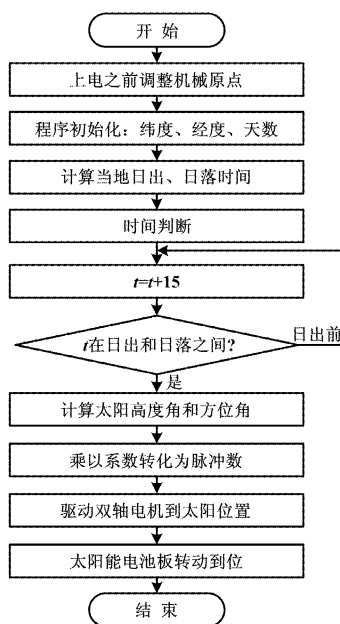 开 始
上电之前调整机械原点
程序初始化：纬度、经度、天数
计算当地日出、日落时间
时间判断
t=t+15
t在日出和日落之间?
日出前
是
计算太阳高度角和方位角
乘以系数转化为脉冲数
驱动双轴电机到太阳位置
太阳能电池板转动到位
结 束